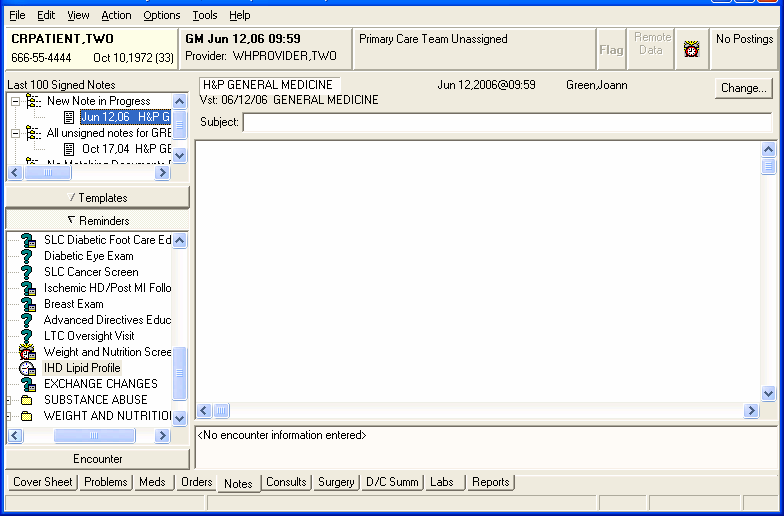 File Edit View Action Options Tools Help
CRPATIENT,TWO
666-55-4444 Oct 10,1972 (33)
GM Jun 12,06 09:59
Provider: WHPROVIDER,TWO
Primary Care Team Unassigned
Flag
Remote
Data
No Postings
Last 100 Signed Notes
New Note in Progress
Jun 12,06 H&P G
All unsigned notes for GRE
Oct 17,04 H&P GE
H&P GENERAL MEDICINE Jun 12,2006@09:59 Green,Joann
Change...
Vst: 06/12/06 GENERAL MEDICINE
Subject:
Templates
Reminders
SLC Diabetic Foot Care Ed
Diabetic Eye Exam
SLC Cancer Screen
Ischemic HD/Post MI Follo
Breast Exam
Advanced Directives Educ
LTC Oversight Visit
Weight and Nutrition Scree
IHD Lipid Profile
EXCHANGE CHANGES
SUBSTANCE ABUSE
WEIGHT AND NUTRITIO
Encounter
<No encounter information entered>
Cover Sheet Problems Meds Orders Notes Consults Surgery D/C Summ Labs Reports